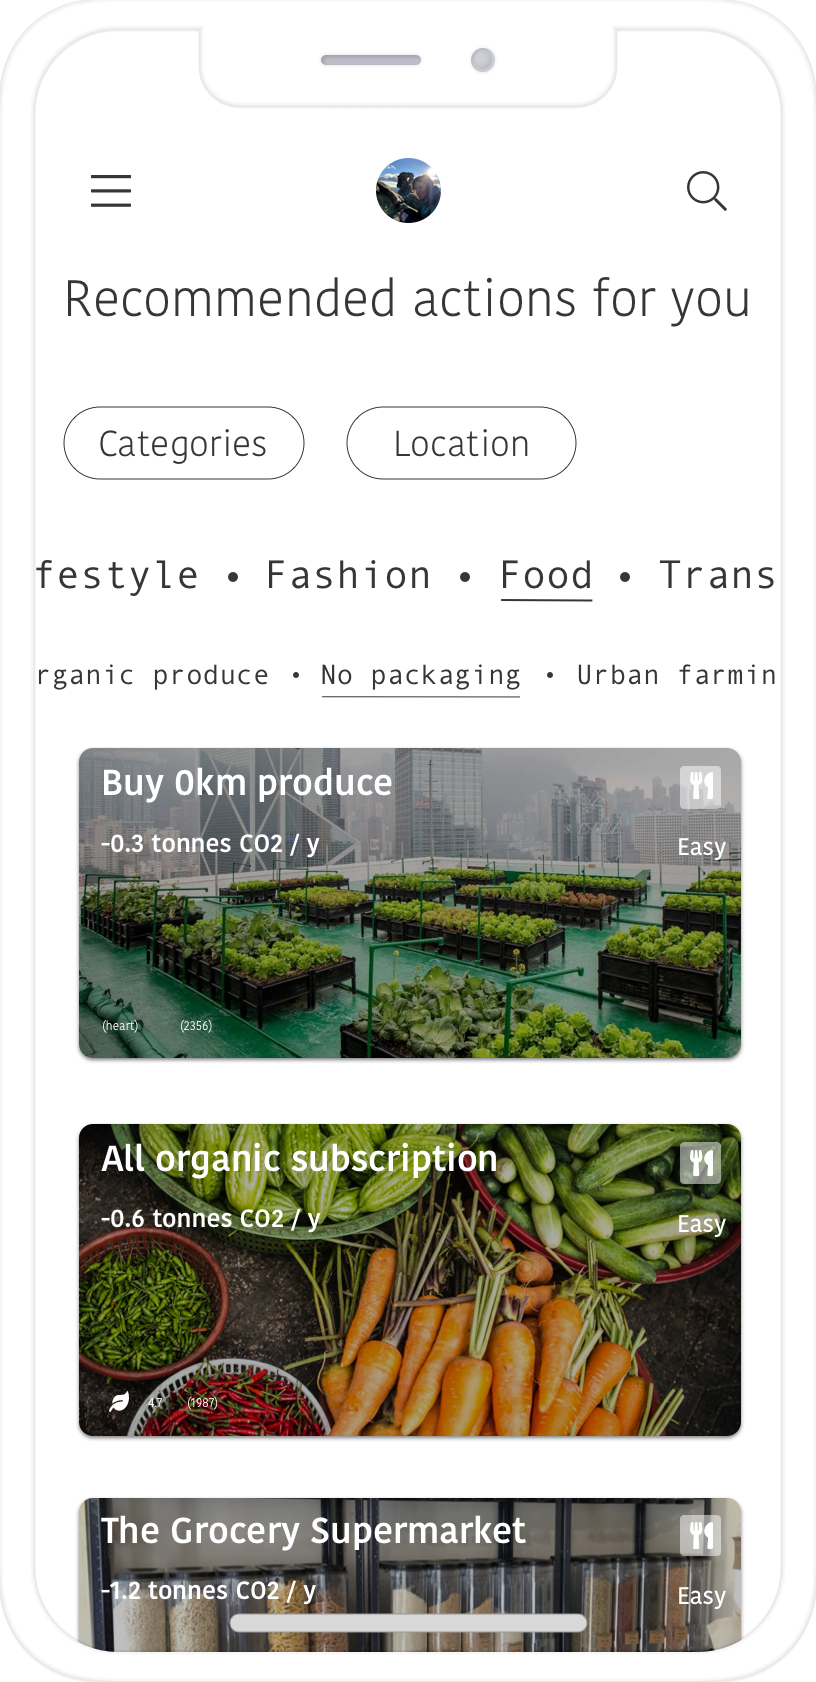 Recommended actions for you
Categories
Location
festyle • Fashion • Food • Trans
rganic produce • No packaging • Urban farmin
Buy 0km produce
-0.3 tonnes CO2 / y
Easy
(heart) (2356)
All organic subscription
-0.6 tonnes CO2 / y
Easy
4.7 (1987)
The Grocery Supermarket
-1.2 tonnes CO2 / y
Easy